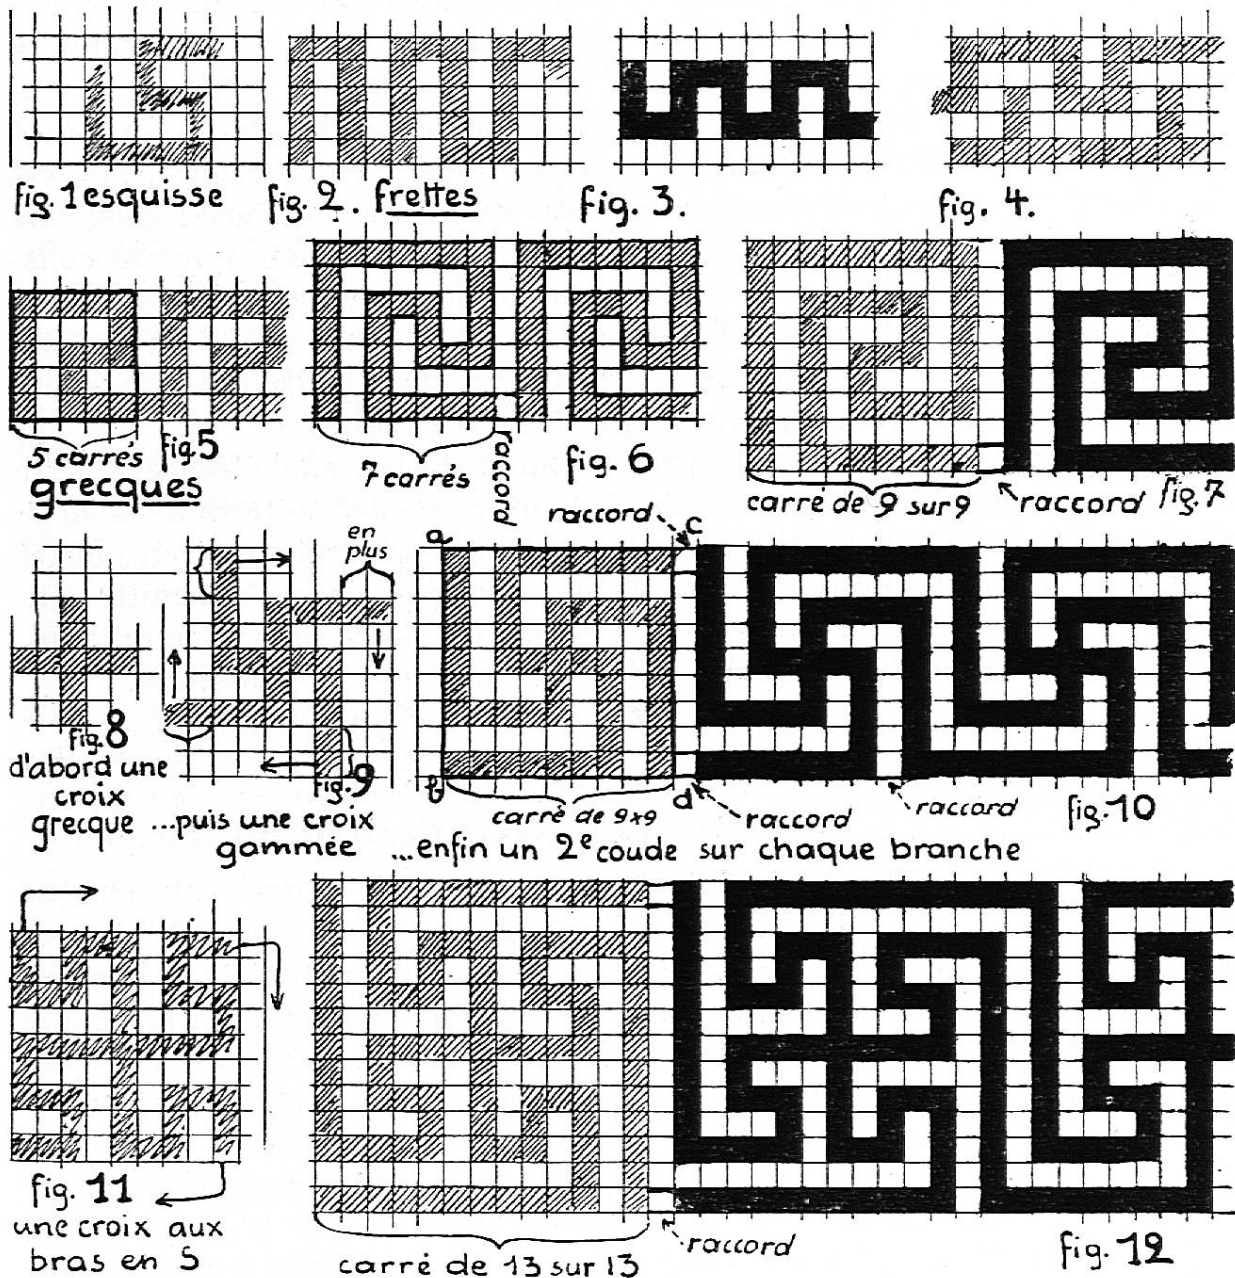 fig. 1 esquisse
fig. 2. frettes
fig. 3.
fig. 4.
5 carrés
fig. 5
grecques
7 carrés
raccord
fig. 6
carré de 9 sur 9
raccord
fig. 7
fig. 8
d'abord une
croix
grecque
en
plus
fig. 9
...puis une croix
gammée
raccord
a
c
b
d
carré de 9x9
raccord
raccord
fig. 10
...enfin un 2e coude sur chaque branche
fig. 11
une croix aux
bras en S
carré de 13 sur 13
raccord
fig. 12